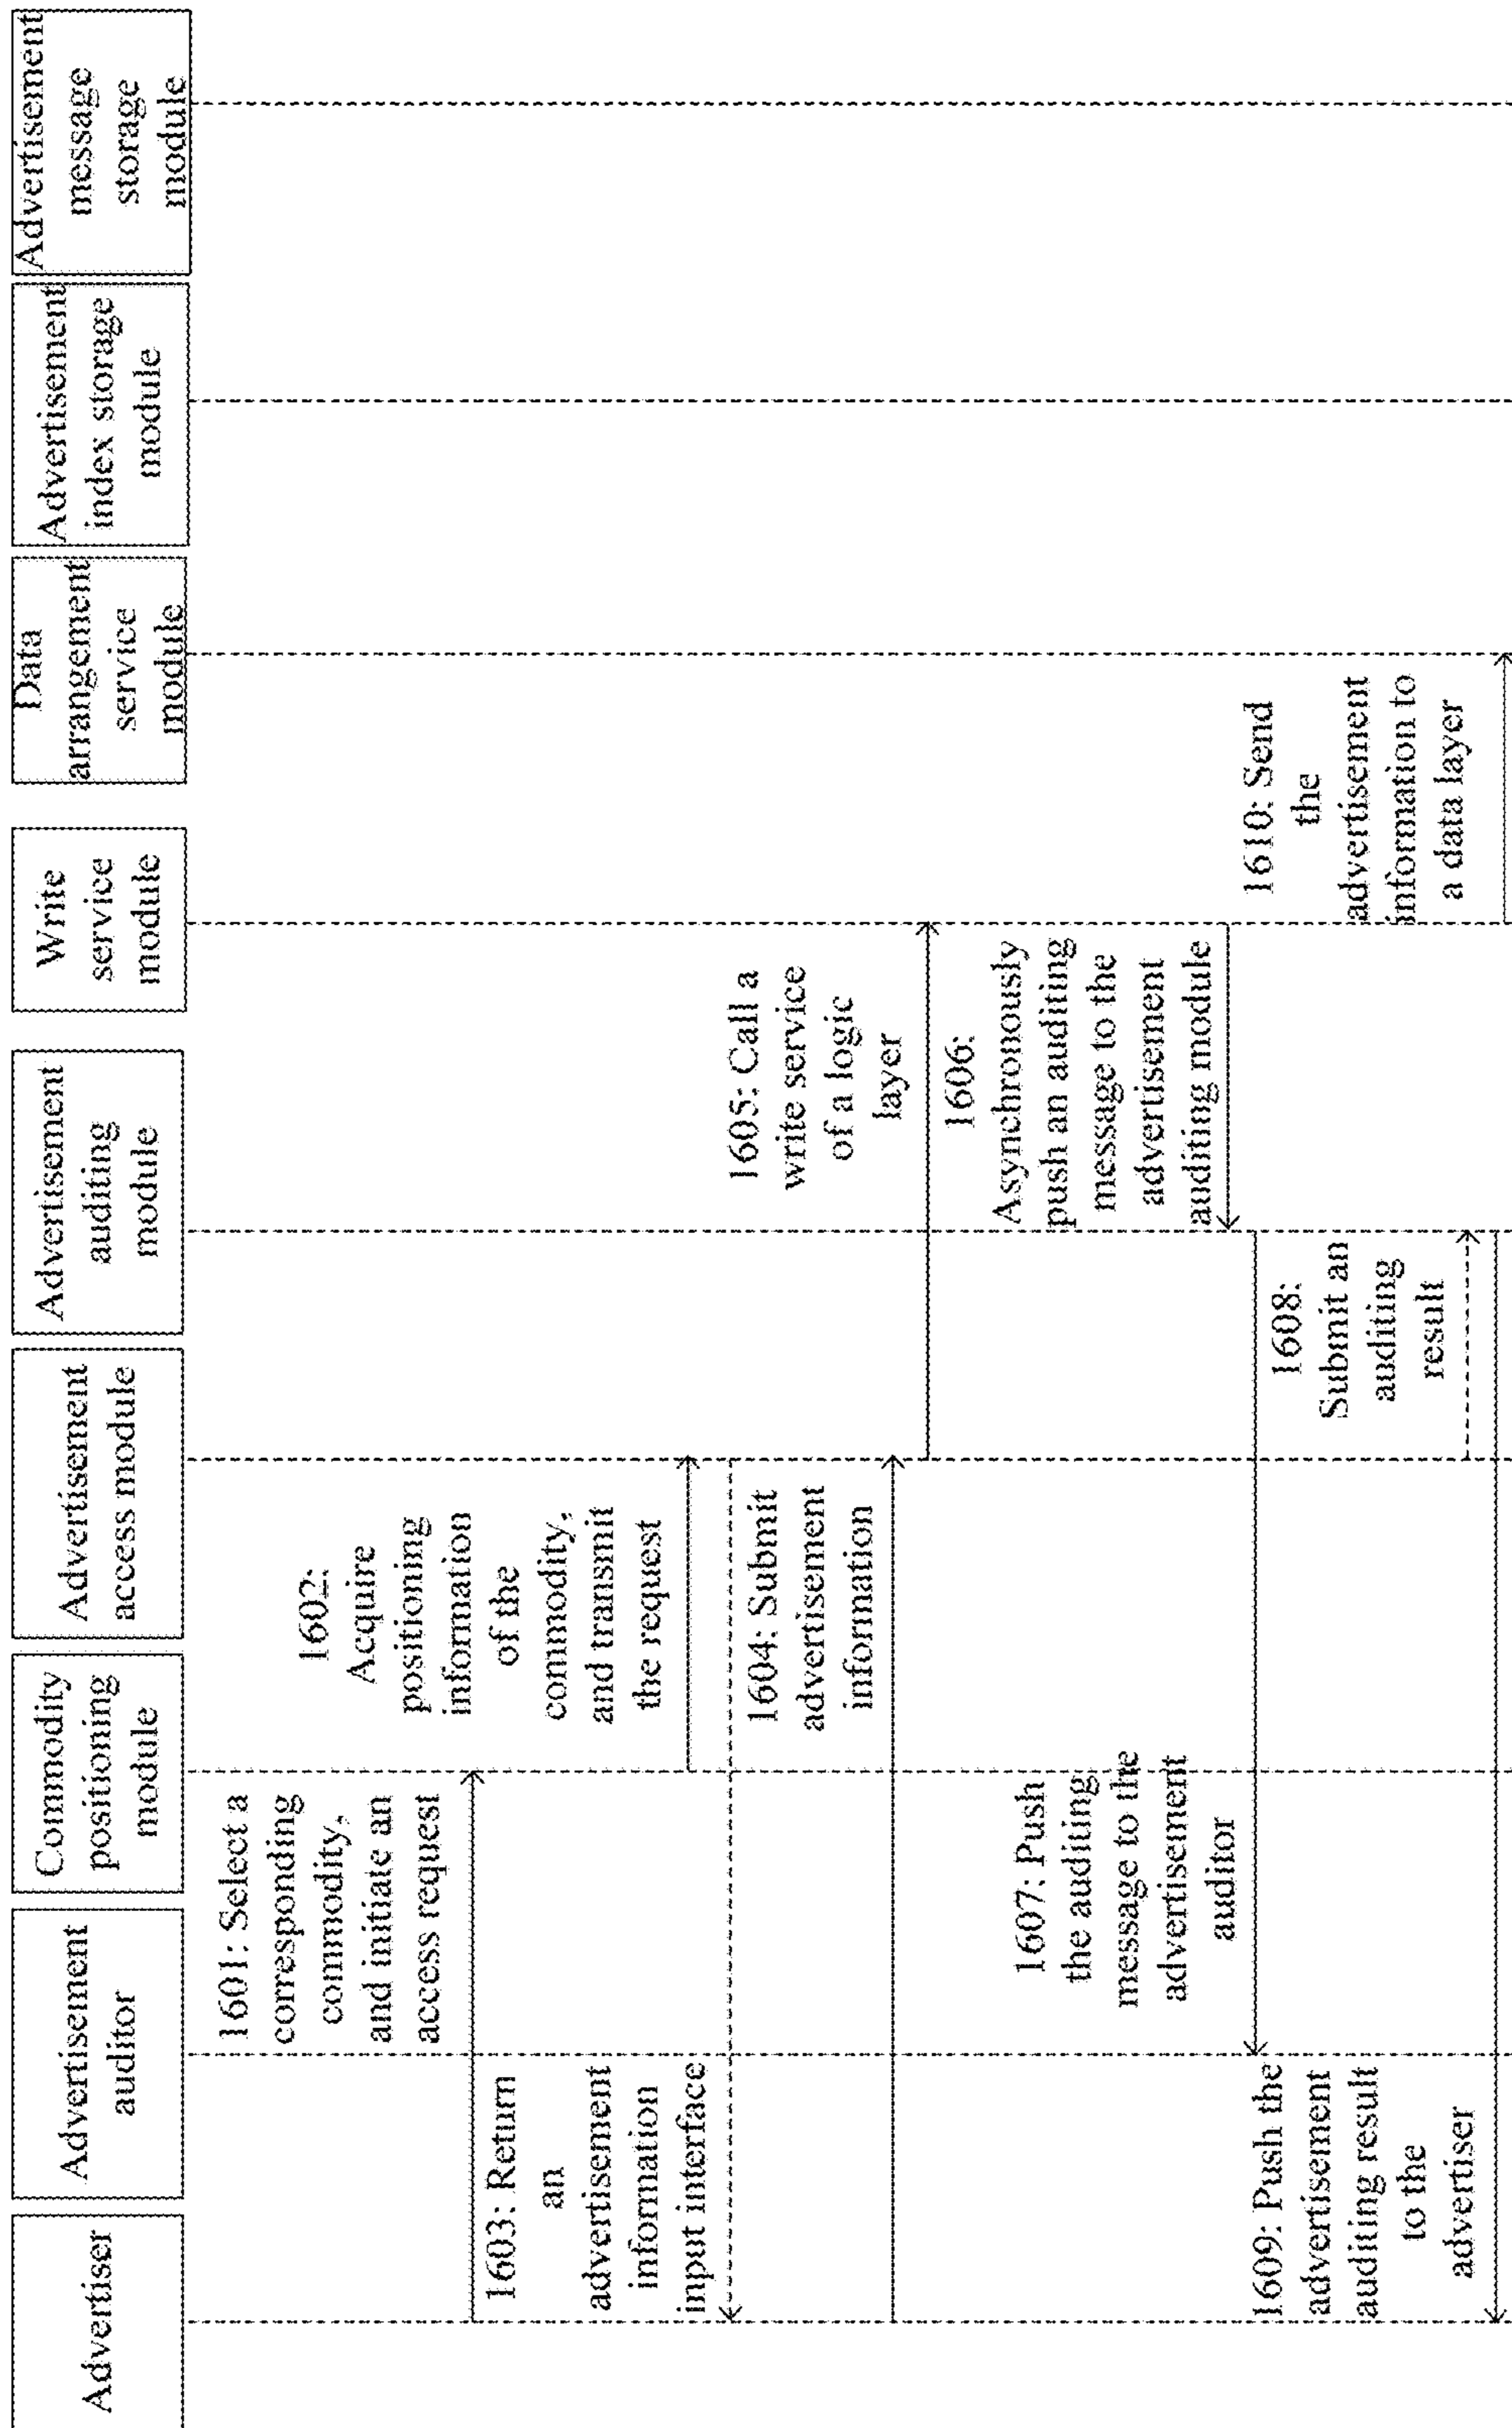 Advertiser
Advertisement
auditor
Commodity
positioning
module
Advertisement
access module
Advertisement
auditing
module
Write
service
module
Data
arrangement
service
module
Advertisement
index storage
module
Advertisement
message
storage
module
1601: Select a
corresponding
commodity,
and initiate an
access request
1602:
Acquire
positioning
information
of the
commodity,
and transmit
the request
1603: Return
an
advertisement
information
input interface
1604: Submit
advertisement
information
1605: Call a
write service
of a logic
layer
1606:
Asynchronously
push an auditing
message to the
advertisement
auditing module
1607: Push
the auditing
message to the
advertisement
auditor
1608:
Submit an
auditing
result
1609: Push the
advertisement
auditing result
to the
advertiser
1610: Send
the
advertisement
information to
a data layer